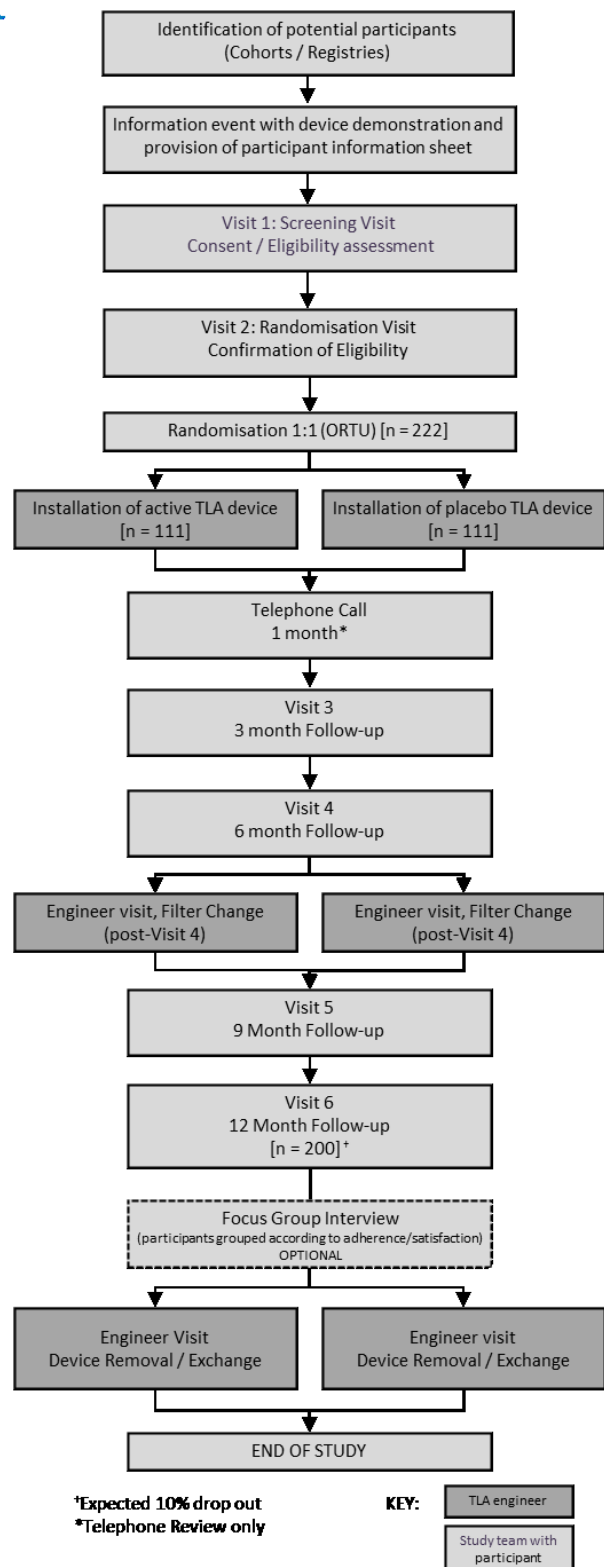 Identification of potential participants
(Cohorts / Registries)
Information event with device demonstration and
provision of participant information sheet
Visit 1: Screening Visit
Consent / Eligibility assessment
Visit 2: Randomisation Visit
Confirmation of Eligibility
Randomisation 1:1 (ORTU) [n = 222]
Installation of active TLA device
[n = 111]
Installation of placebo TLA device
[n = 111]
Telephone Call
1 month*
Visit 3
3 month Follow-up
Visit 4
6 month Follow-up
Engineer visit, Filter Change
(post-Visit 4)
Engineer visit, Filter Change
(post-Visit 4)
Visit 5
9 Month Follow-up
Visit 6
12 Month Follow-up
[n = 200]⁺
Focus Group Interview
(participants grouped according to adherence/satisfaction)
OPTIONAL
Engineer Visit
Device Removal / Exchange
Engineer visit
Device Removal / Exchange
END OF STUDY
⁺Expected 10% drop out
*Telephone Review only
KEY:
TLA engineer
Study team with
participant